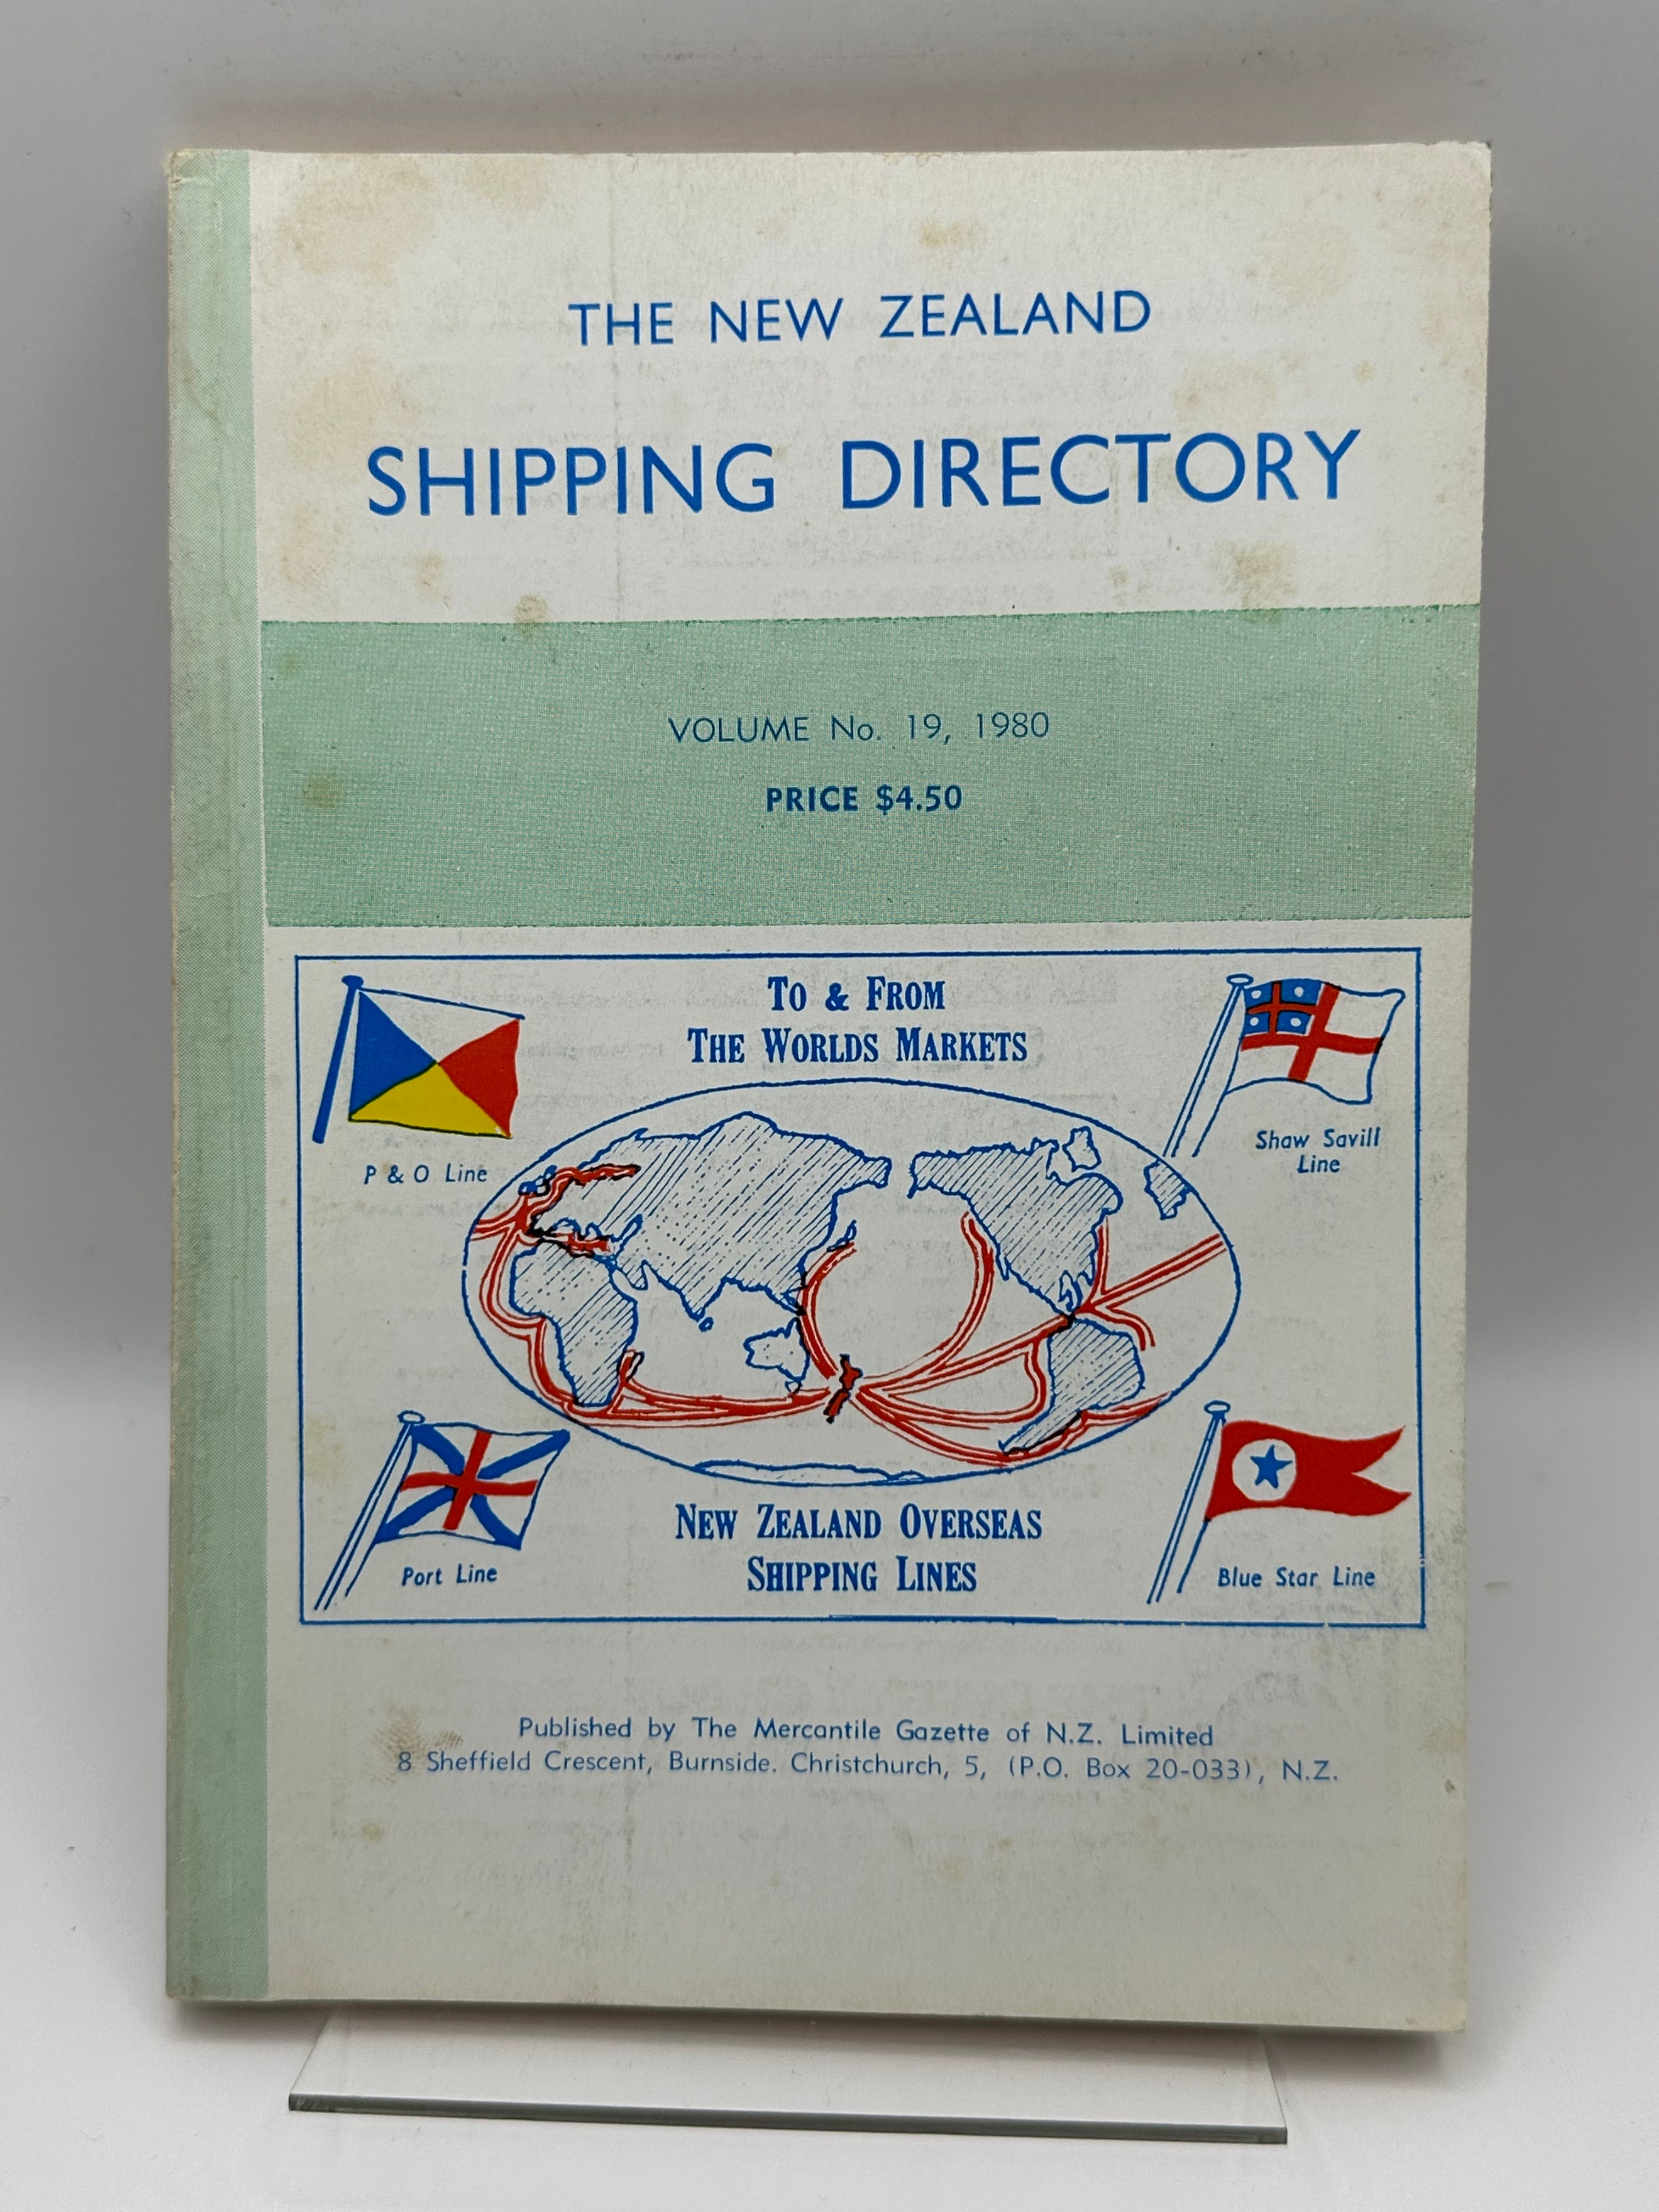 THE NEW ZEALAND
SHIPPING DIRECTORY
VOLUME No. 19, 1980
PRICE $4.50
TO & FROM
THE WORLDS MARKETS
P & O Line
Shaw Savill
Line
Port Line
NEW ZEALAND OVERSEAS
SHIPPING LINES
Blue Star Line
Published by The Mercantile Gazette of N.Z. Limited
8 Sheffield Crescent, Burnside. Christchurch, 5, (P.O. Box 20-033), N.Z.